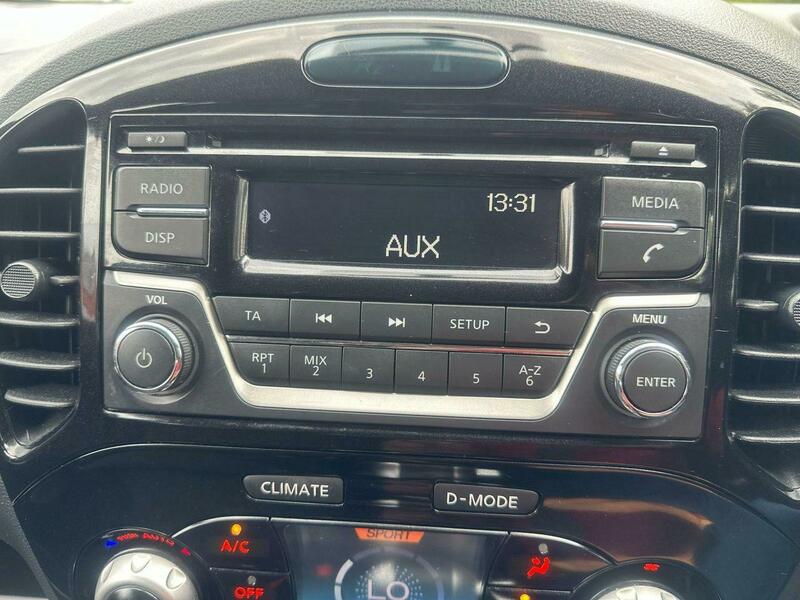 RADIO
13:31
MEDIA
DISP
AUX
VOL
TA
SETUP
MENU
RPT
1
MIX
2
3
4
5
A-Z
6
ENTER
CLIMATE
D-MODE
AUTO
A/C
SPORT
OFF
LO